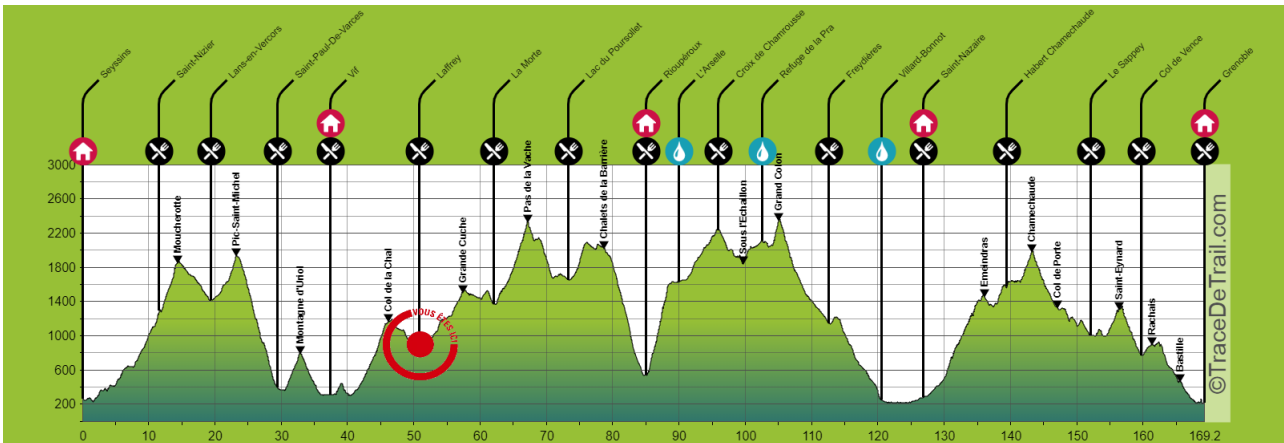 Seyssins
Saint-Nizier
Lans-en-Vercors
Saint-Paul-De-Varces
Vif
Laffrey
La Morte
Lac du Poursollet
Rioupéroux
L'Arselle
Croix de Chamrousse
Refuge de la Pra
Freydières
Villard-Bonnot
Saint-Nazaire
Habert Chamechaude
Le Sappey
Col de Vence
Grenoble
3000
2600
2200
1800
1400
1000
600
200
Moucherotte
Pic-Saint-Michel
Montagne d'Uriol
Col de la Chal
VOUS ÊTES ICI
Grande Cuche
Pas de la Vache
Chalets de la Barrière
Sous l'Echaillon
Grand Colon
Emeindras
Chamechaude
Col de Porte
Saint-Eynard
Rachais
Bastille
©TraceDeTrail.com
0 10 20 30 40 50 60 70 80 90 100 110 120 130 140 150 160 169.2